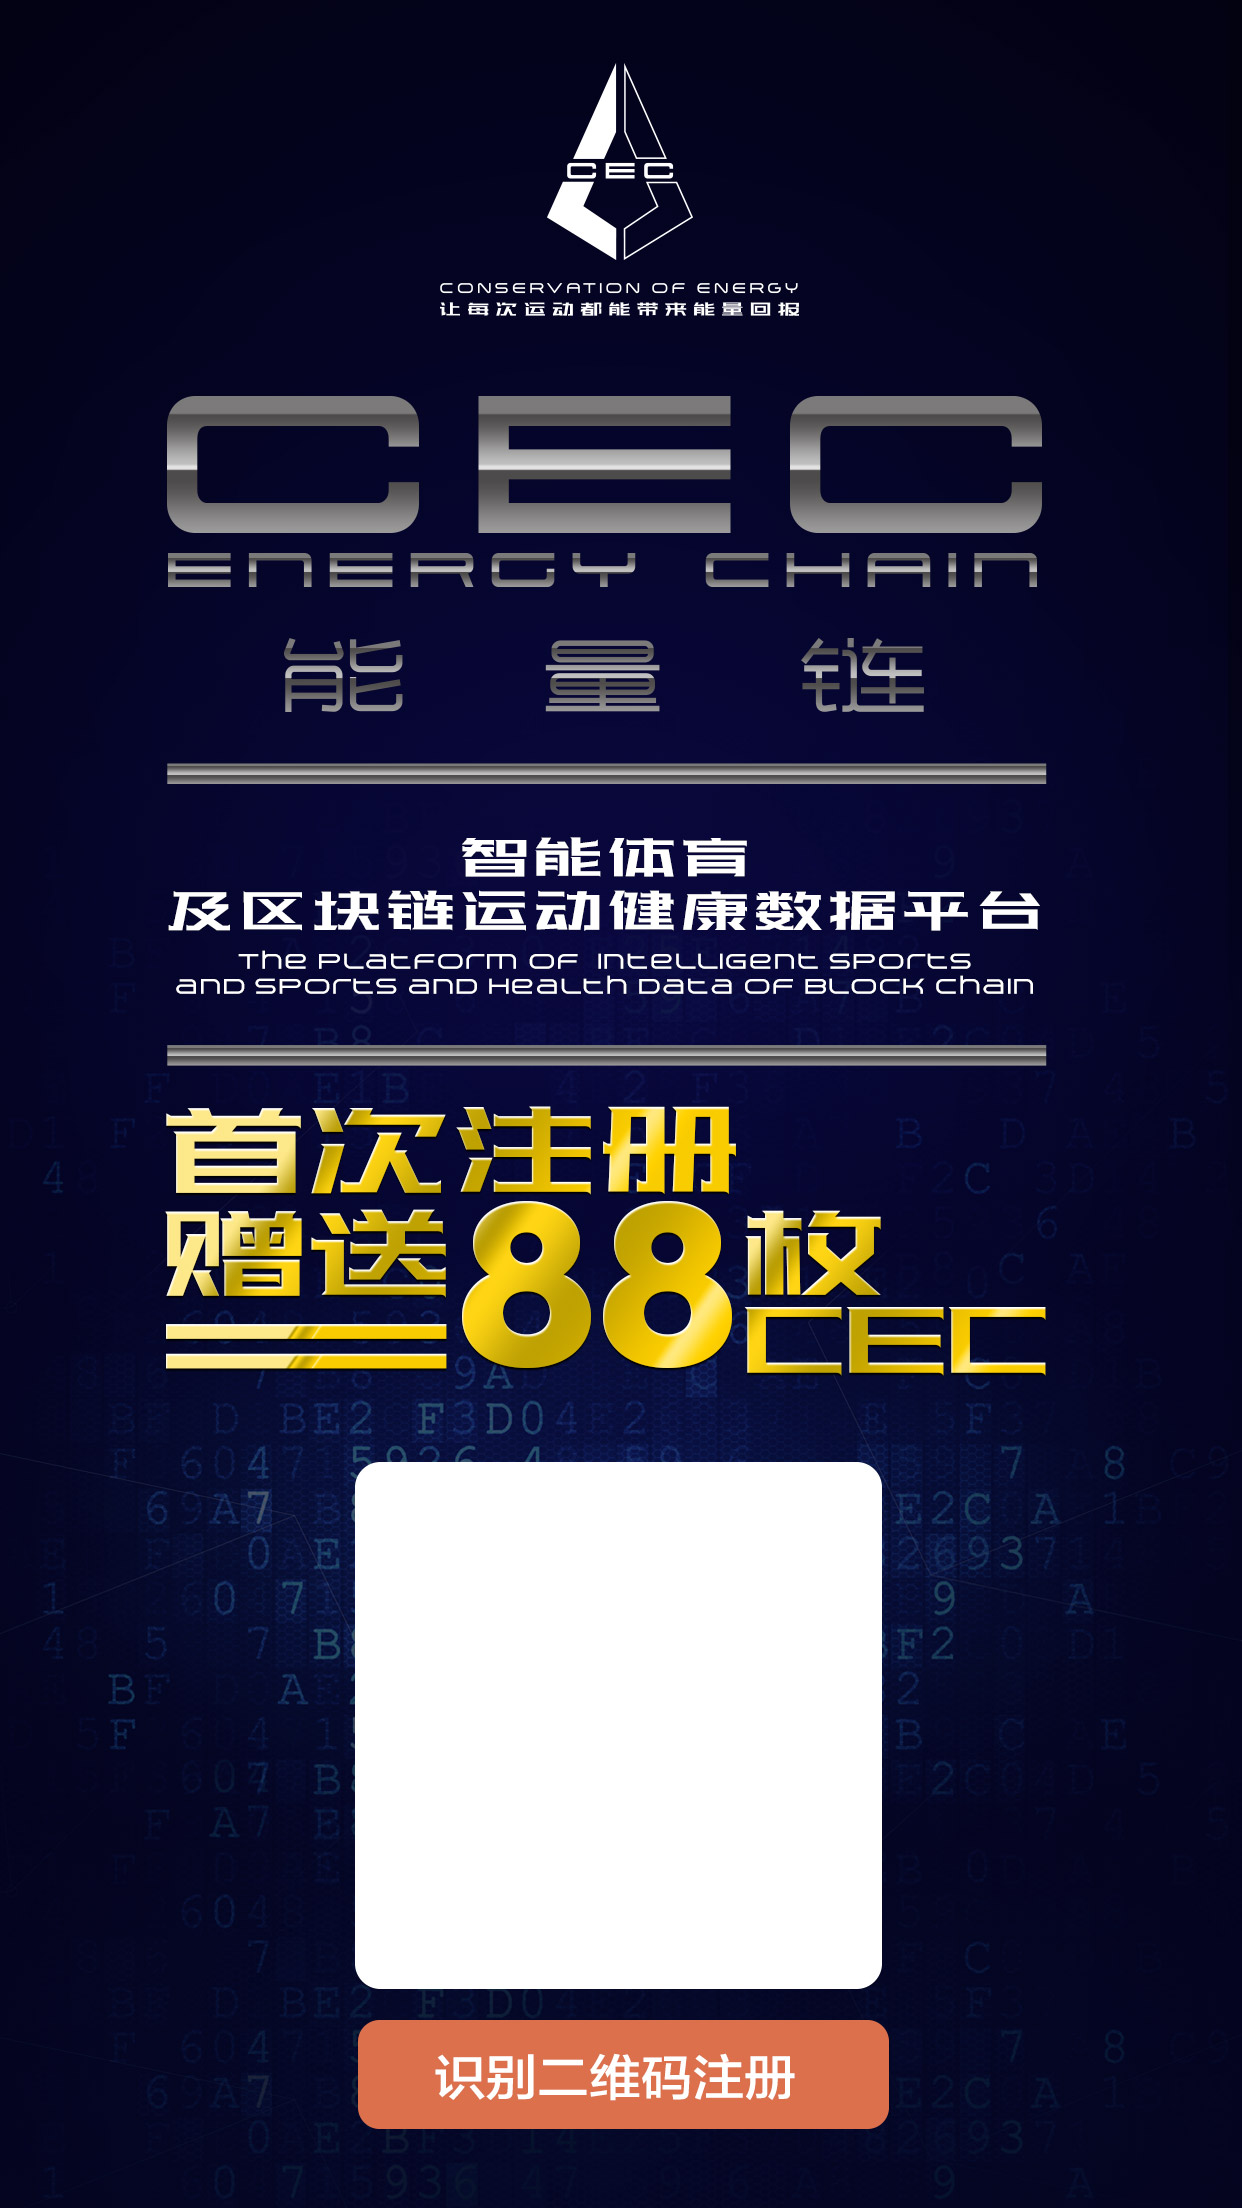 CEC
CONSERVATION OF ENERGY
让每次运动都能带来能量回报
CEC
ENERGY CHAIN
能量链
智能体育
及区块链运动健康数据平台
The Platform of Intelligent Sports
and Sports and Health Data of Block Chain
首次注册
赠送88枚
CEC
识别二维码注册